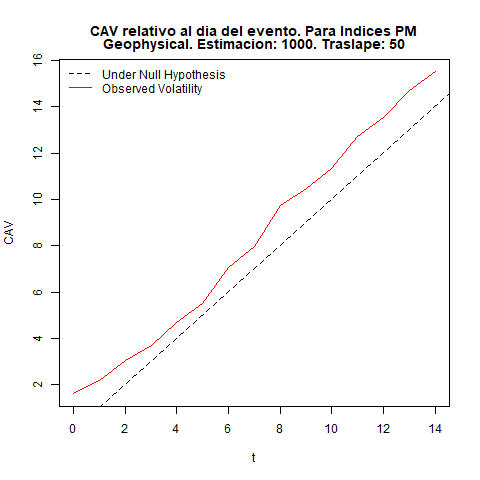 CAV relativo al dia del evento. Para Indices PM
Geophysical. Estimacion: 1000. Traslape: 50
Under Null Hypothesis
Observed Volatility
16
14
12
10
8
6
4
2
CAV
0 2 4 6 8 10 12 14
t